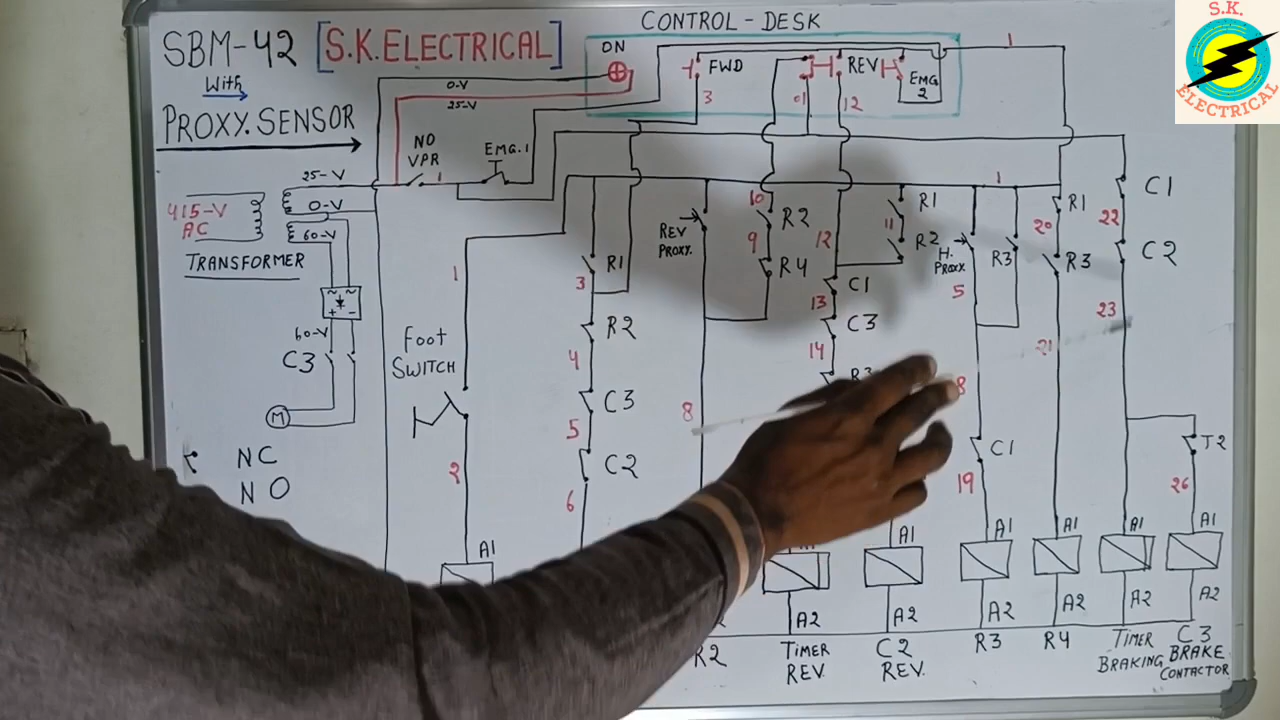 CONTROL-DESK
S.K.
ELECTRICAL
SBM-42 [S.K.ELECTRICAL]
With
PROXY. SENSOR
ON
FWD
REV
EMG
2
3
01
12
1
0-V
25-V
NO
VPR
EMG.1
1
25-V
0-V
60-V
415-V
AC
TRANSFORMER
~ ~
+ -
60-V
C3
M
NC
NO
1
Foot
SWITCH
2
A1
R1
3
R2
4
C3
5
C2
6
REV
PROXY.
8
10
R2
9
R4
12
C1
13
C3
14
R3
R1
11
R2
1
H.
PROXY.
R3
5
8
C1
19
R1
20
R3
21
C1
22
C2
23
T2
26
A1
A1
A1
A1
A1
A2
A2
A2
A2
A2
A2
R2
TIMER
REV.
C2
REV.
R3
R4
TIMER
BRAKING
C3
BRAKE
CONTACTOR